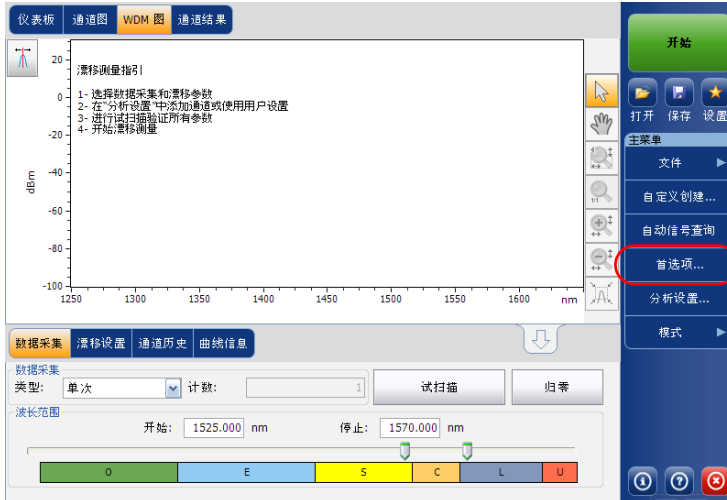 仪表板 通道图 WDM 图 通道结果
漂移测量指引
1- 选择数据采集和漂移参数
2- 在“分析设置”中添加通道或使用用户设置
3- 进行试扫描验证所有参数
4- 开始漂移测量
20
0
-20
-40
-60
-80
-100
dBm
1250 1300 1350 1400 1450 1500 1550 1600 nm
1:1
数据采集 漂移设置 通道历史 曲线信息
数据采集
类型: 单次 计数: 1 试扫描 归零
波长范围
开始: 1525.000 nm 停止: 1570.000 nm
O E S C L U
开始
打开 保存 设置
主菜单
文件
自定义创建...
自动信号查询
首选项...
分析设置...
模式